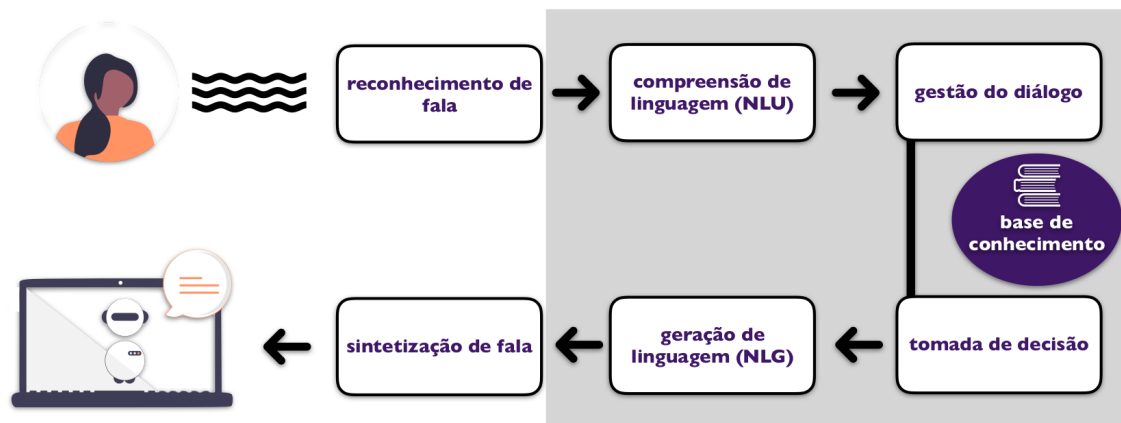 reconhecimento de
fala
compreensão de
linguagem (NLU)
gestão do diálogo
base de
conhecimento
sintetização de fala
geração de
linguagem (NLG)
tomada de decisão